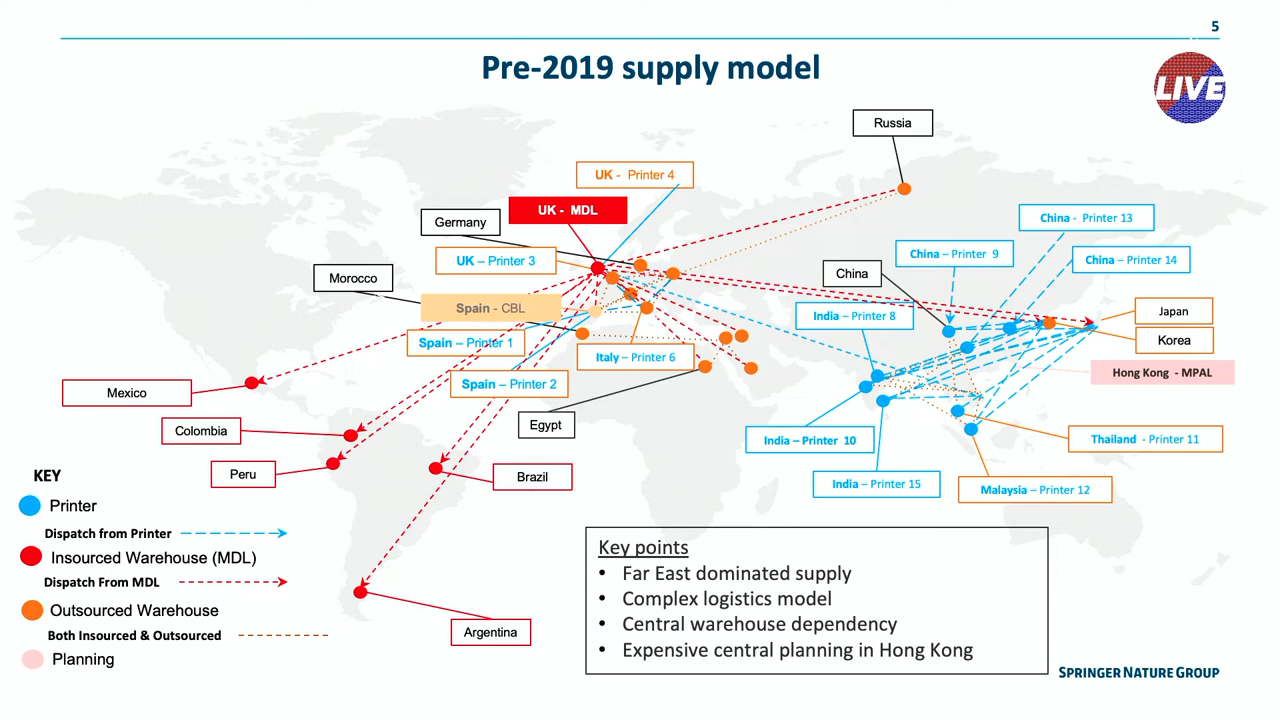 5
Pre-2019 supply model
LIVE
Russia
UK - Printer 4
UK - MDL
Germany
China - Printer 13
UK – Printer 3
China – Printer 9
China – Printer 14
Morocco
China
Spain - CBL
India – Printer 8
Japan
Spain – Printer 1
Korea
Italy – Printer 6
Hong Kong - MPAL
Spain – Printer 2
Mexico
Egypt
Colombia
India – Printer 10
Thailand - Printer 11
Peru
Brazil
India – Printer 15
Malaysia – Printer 12
KEY
Printer
Dispatch from Printer
Insourced Warehouse (MDL)
Dispatch From MDL
Outsourced Warehouse
Both Insourced & Outsourced
Planning
Argentina
Key points
• Far East dominated supply
• Complex logistics model
• Central warehouse dependency
• Expensive central planning in Hong Kong
SPRINGER NATURE GROUP